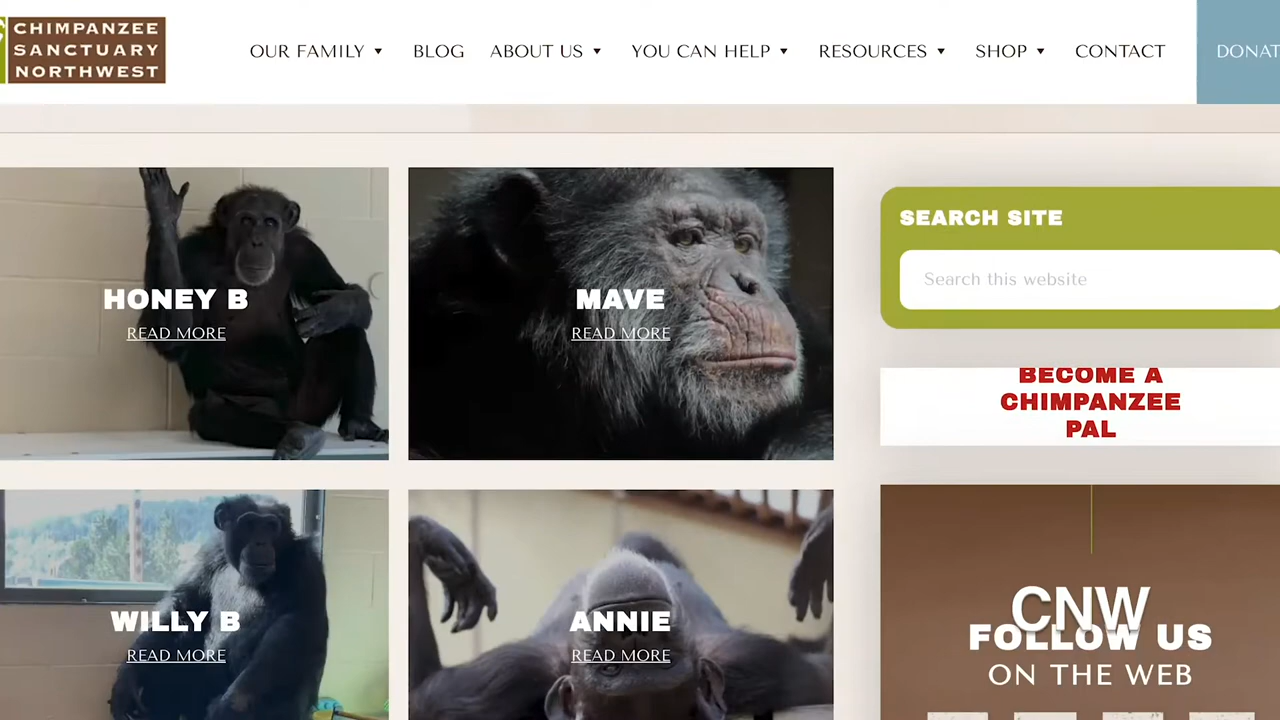 CHIMPANZEE
SANCTUARY
NORTHWEST
OUR FAMILY
BLOG
ABOUT US
YOU CAN HELP
RESOURCES
SHOP
CONTACT
DONAT
HONEY B
READ MORE
MAVE
READ MORE
WILLY B
READ MORE
ANNIE
READ MORE
SEARCH SITE
Search this website
BECOME A
CHIMPANZEE
PAL
CNW
FOLLOW US
ON THE WEB